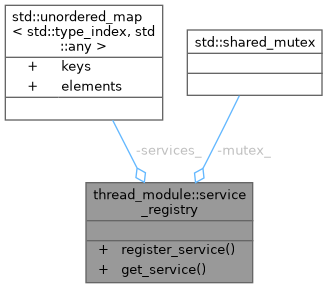 std::unordered_map
< std::type_index, std
::any >
+ keys
+ elements
std::shared_mutex
-services_
-mutex_
thread_module::service
_registry
+ register_service()
+ get_service()